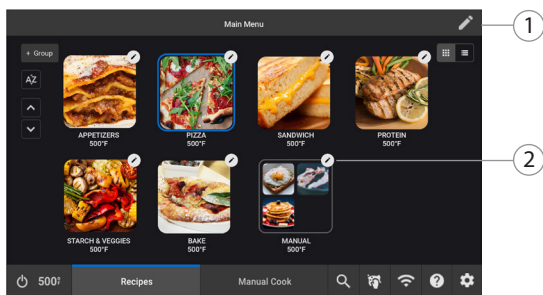 Main Menu
1
+ Group
AZ
APPETIZERS
500°F
PIZZA
500°F
SANDWICH
500°F
PROTEIN
500°F
2
STARCH & VEGGIES
500°F
BAKE
500°F
MANUAL
500°F
500°F
Recipes
Manual Cook
?